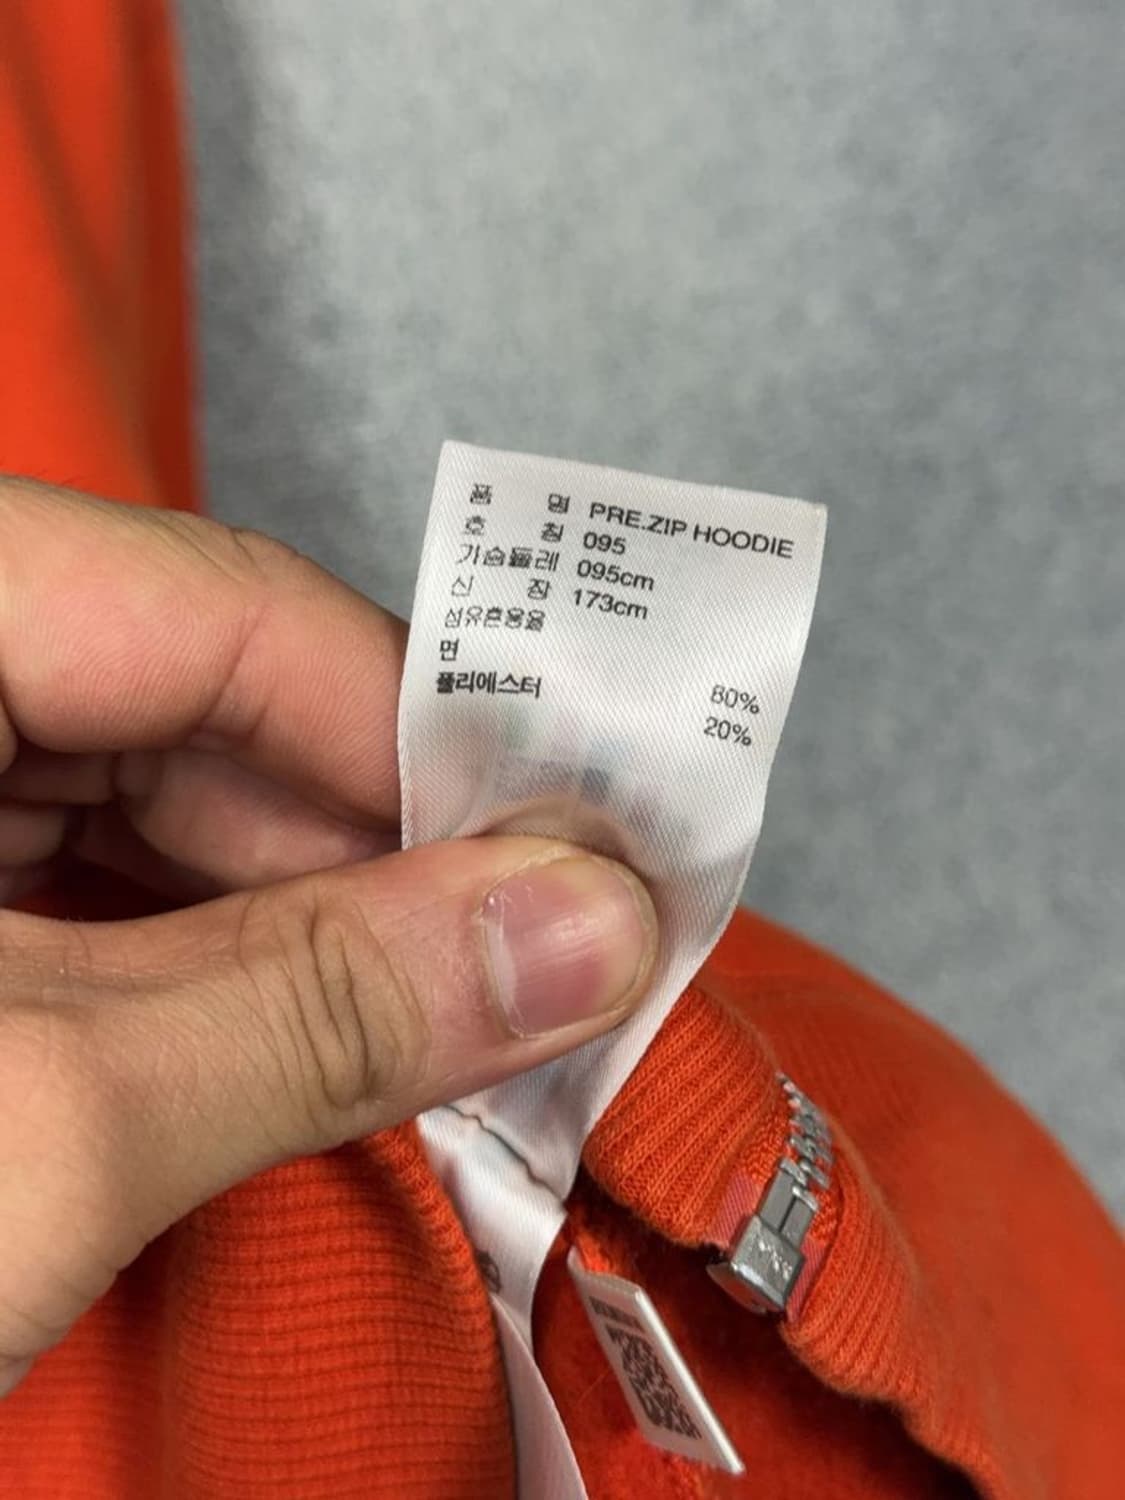 품 명 PRE.ZIP HOODIE
호 칭 095
가슴둘레 095cm
신 장 173cm
섬유혼용율
면 80%
폴리에스터 20%